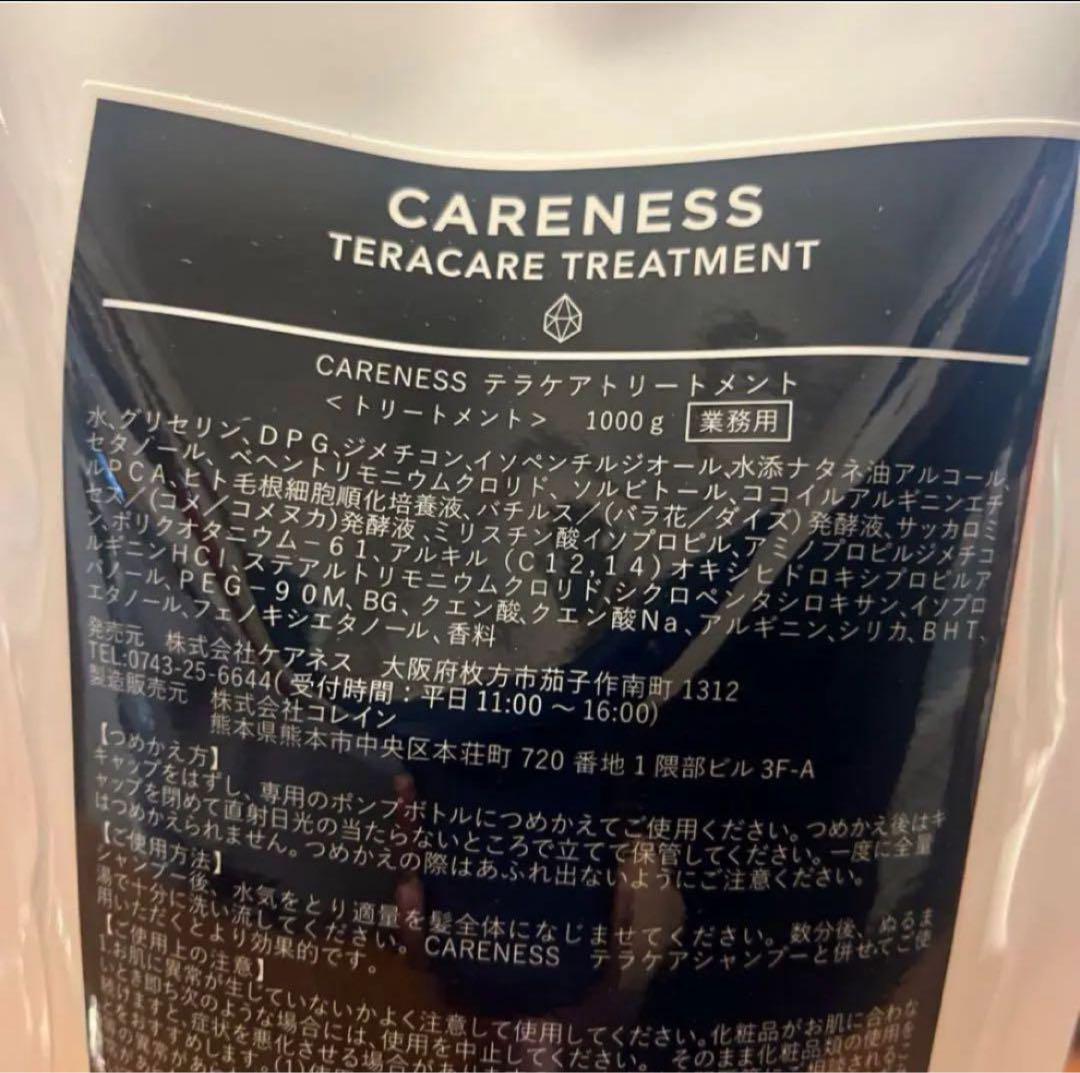 CARENESS
TERACARE TREATMENT
CARENESS テラケアトリートメント
<トリートメント> 1000g 業務用
水、グリセリン、DPG、ジメチコン、イソペンチルジオール、水添ナタネ油アルコール、
セタノール、ベヘントリモニウムクロリド、ソルビトール、ココイルアルギニンエチ
ルPCA、ヒト毛根細胞順化培養液、バチルス/(バラ花/ダイズ)発酵液、サッカロミ
セス/(コメ/コメヌカ)発酵液、ミリスチン酸イソプロピル、アミノプロピルジメチコ
ン、ポリクオタニウム-61、アルキル(C12,14)オキシヒドロキシプロピルア
ルギニンHCl、ステアルトリモニウムクロリド、シクロペンタシロキサン、イソプロ
パノール、PEG-90M、BG、クエン酸、クエン酸Na、アルギニン、シリカ、BHT、
エタノール、フェノキシエタノール、香料
発売元 株式会社ケアネス 大阪府枚方市茄子作南町 1312
TEL:0743-25-6644(受付時間:平日 11:00 〜 16:00)
製造販売元 株式会社コレイン
熊本県熊本市中央区本荘町 720 番地 1 隈部ビル 3F-A
【つめかえ方】
キャップをはずし、専用のポンプボトルにつめかえてご使用ください。つめかえ後はキ
ャップを閉めて直射日光の当たらないところで立てて保管してください。一度に全量
はつめかえられません。つめかえの際はあふれ出ないようにご注意ください。
【ご使用方法】
シャンプー後、水気をとり適量を髪全体になじませてください。数分後、ぬるま
湯で十分に洗い流してください。CARENESS テラケアシャンプーと併せてご使
用いただくとより効果的です。
【ご使用上の注意】
1.お肌に異常が生じていないかよく注意して使用してください。化粧品がお肌に合わな
いとき即ち次のような場合には、使用を中止してください。そのまま化粧品類の使用を
続けますと、症状を悪化させる場合があり
をおすすめします。(1)